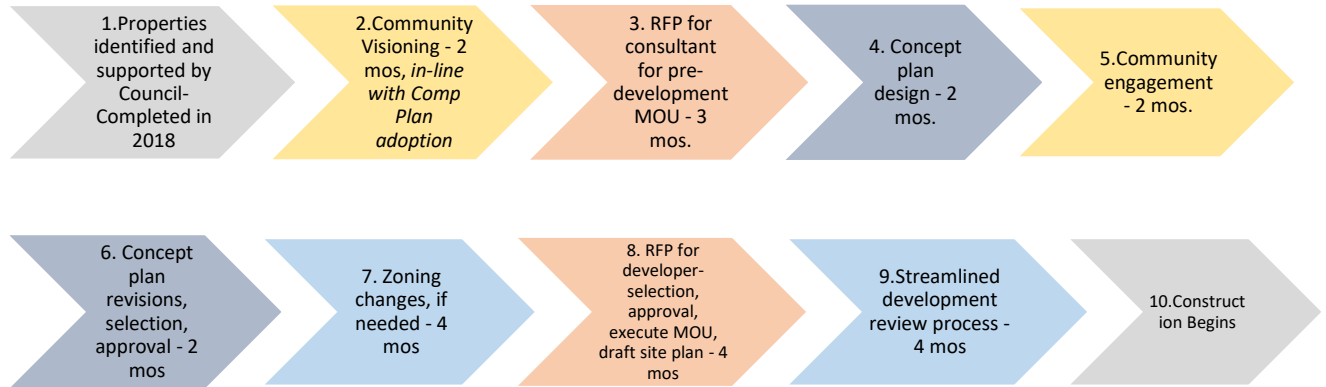 1.Properties
identified and
supported by
Council-
Completed in
2018
2.Community
Visioning - 2
mos, in-line
with Comp
Plan
adoption
3. RFP for
consultant
for pre-
development
MOU - 3
mos.
4. Concept
plan
design - 2
mos.
5.Community
engagement
- 2 mos.
6. Concept
plan
revisions,
selection,
approval - 2
mos
7. Zoning
changes, if
needed - 4
mos
8. RFP for
developer-
selection,
approval,
execute MOU,
draft site plan - 4
mos
9.Streamlined
development
review process -
4 mos
10.Construct
ion Begins